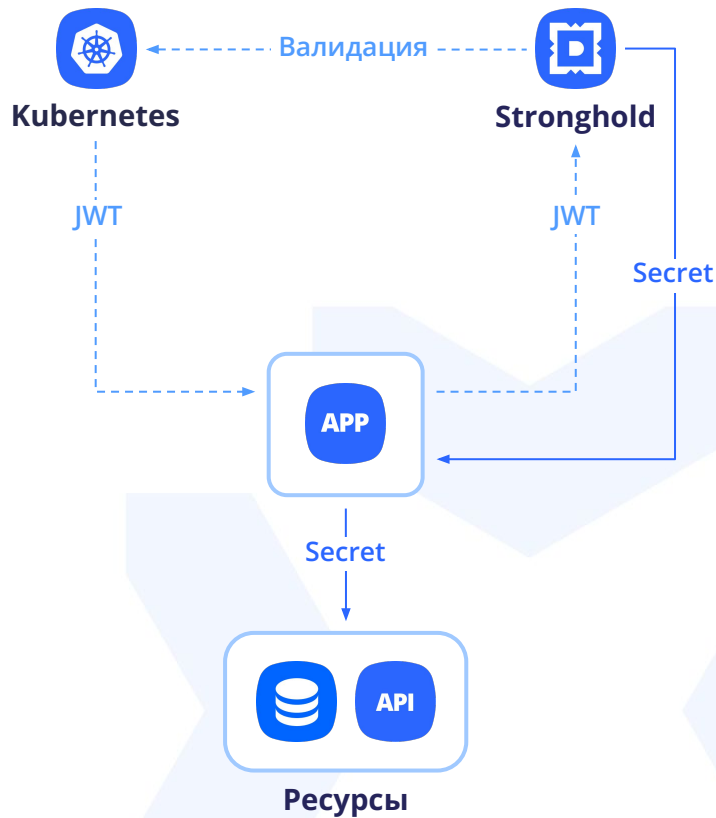 Валидация
Kubernetes
Stronghold
JWT
JWT
Secret
APP
Secret
API
Ресурсы